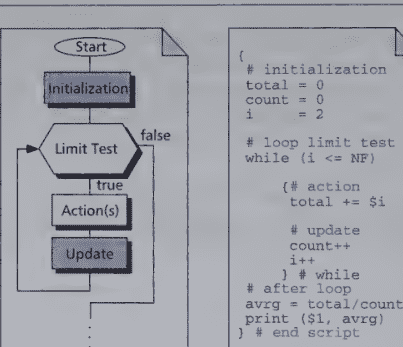 Start
Initialization
Limit Test
false
true
Action(s)
Update
{
# initialization
total = 0
count = 0
i = 2
# loop limit test
while (i <= NF)
{# action
total += $i
# update
count++
i++
} # while
# after loop
avrg = total/count
print ($1, avrg)
} # end script